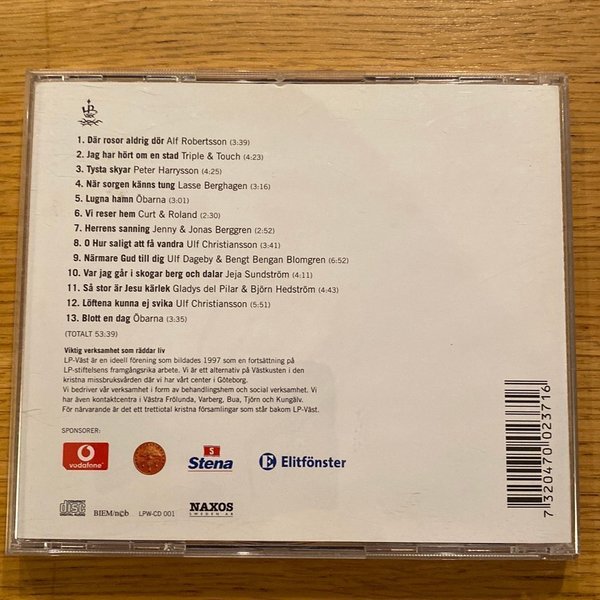 LP
1. Där rosor aldrig dör Alf Robertsson (3:39)
2. Jag har hört om en stad Triple & Touch (4:23)
3. Tysta skyar Peter Harrysson (4:25)
4. När sorgen känns tung Lasse Berghagen (3:16)
5. Lugna hamn Öbarna (3:01)
6. Vi reser hem Curt & Roland (2:30)
7. Herrens sanning Jenny & Jonas Berggren (2:52)
8. O Hur saligt att få vandra Ulf Christiansson (3:41)
9. Närmare Gud till dig Ulf Dageby & Bengt Bengan Blomgren (6:52)
10. Var jag går i skogar berg och dalar Jeja Sundström (4:11)
11. Så stor är Jesu kärlek Gladys del Pilar & Björn Hedström (4:43)
12. Löftena kunna ej svika Ulf Christiansson (5:51)
13. Blott en dag Öbarna (3:35)
(TOTALT 53:39)
Viktig verksamhet som räddar liv
LP-Väst är en ideell förening som bildades 1997 som en fortsättning på
LP-stiftelsens framgångsrika arbete. Vi är ett alternativ på Västkusten i den
kristna missbruksvården där vi har vårt center i Göteborg.
Vi bedriver vår verksamhet i form av behandlingshem och social verksamhet. Vi
har även kontaktcentra i Västra Frölunda, Varberg, Bua, Tjörn och Kungälv.
För närvarande är det ett trettiotal kristna församlingar som står bakom LP-Väst.
SPONSORER:
vodafone
S
Stena
Elitfönster
COMPACT disc DIGITAL AUDIO
BIEM/n©b
LPW-CD 001
NAXOS
SWEDEN AB
7 320470 023716